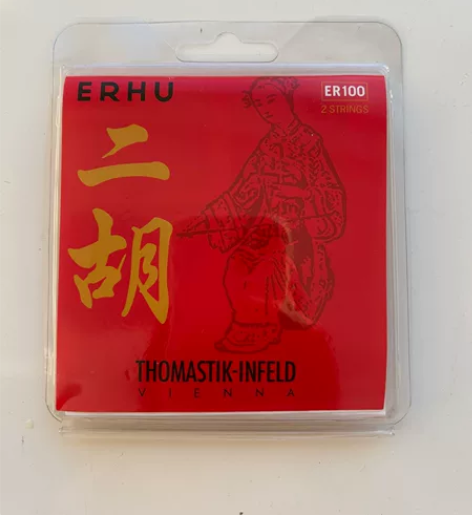 ERHU
ER100
2 STRINGS
二
胡
THOMASTIK-INFELD
VIENNA